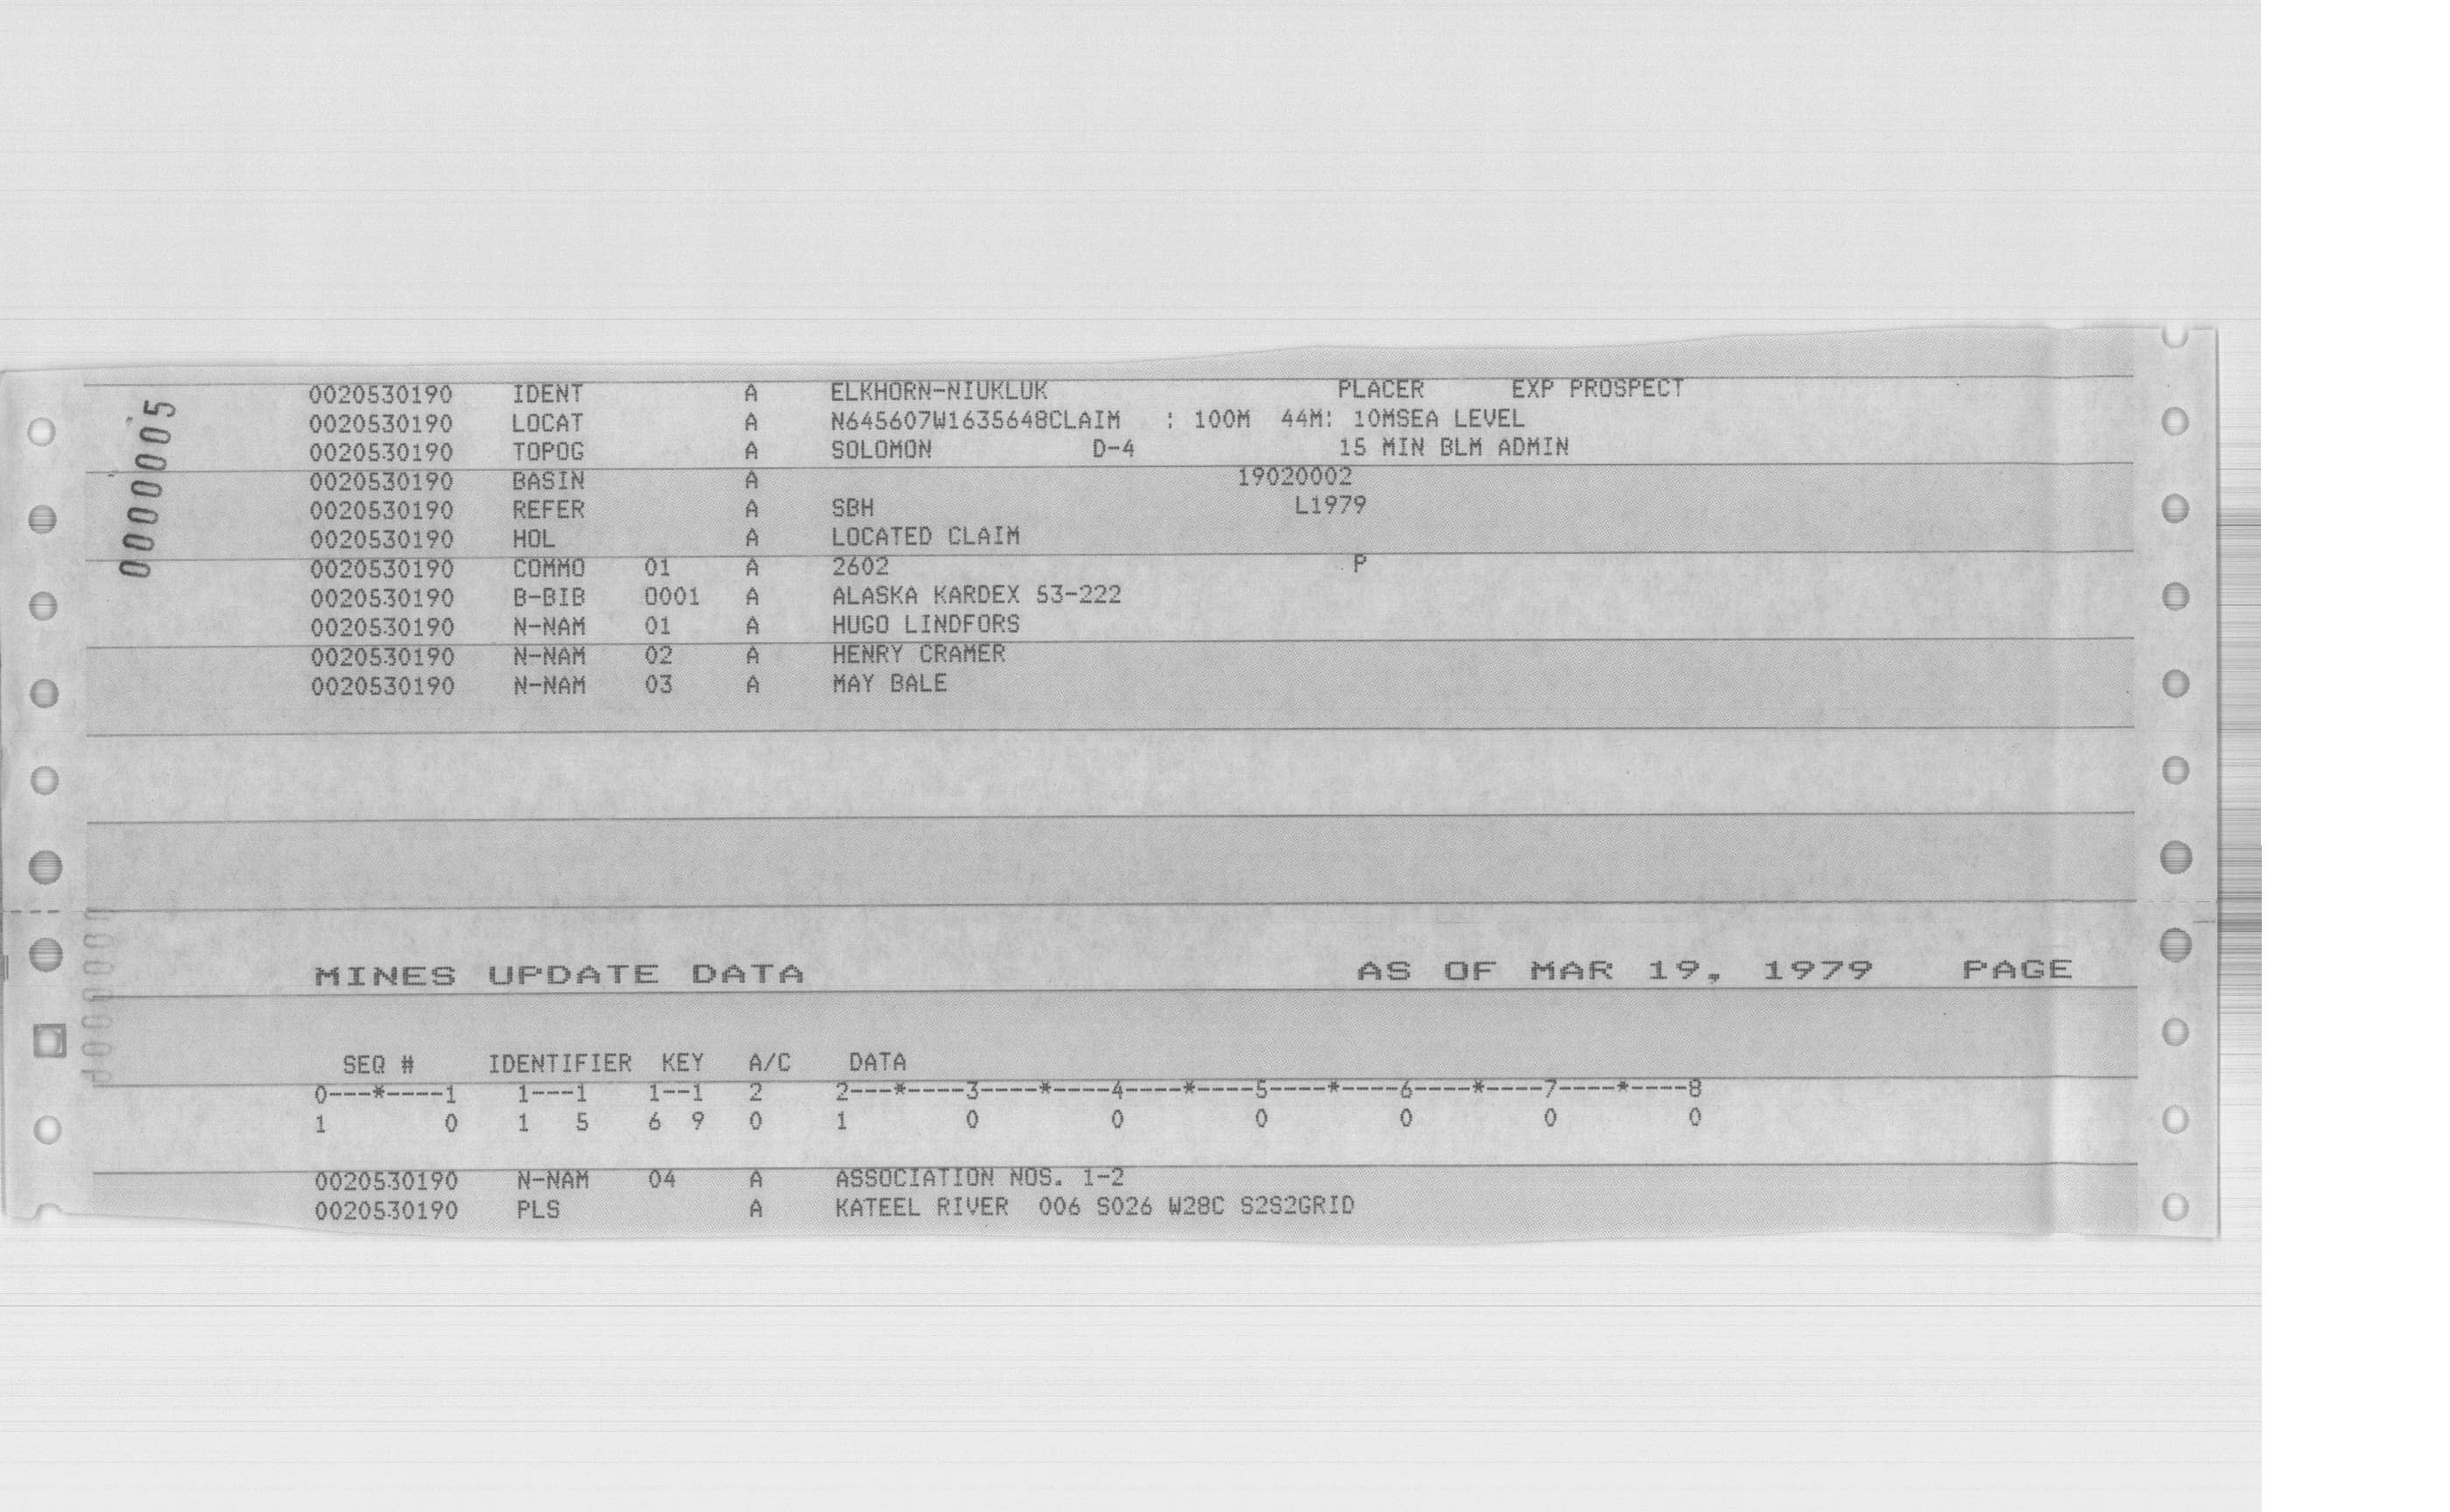 0000005
0020530190 IDENT A ELKHORN-NIUKLUK PLACER EXP PROSPECT
0020530190 LOCAT A N645607W1635648CLAIM : 100M 44M: 10MSEA LEVEL
0020530190 TOPOG A SOLOMON D-4 15 MIN BLM ADMIN
0020530190 BASIN A 19020002
0020530190 REFER A SBH L1979
0020530190 HOL A LOCATED CLAIM
0020530190 COMMO 01 A 2602 P
0020530190 B-BIB 0001 A ALASKA KARDEX 53-222
0020530190 N-NAM 01 A HUGO LINDFORS
0020530190 N-NAM 02 A HENRY CRAMER
0020530190 N-NAM 03 A MAY BALE
MINES UPDATE DATA AS OF MAR 19, 1979 PAGE
SEQ # IDENTIFIER KEY A/C DATA
0---*----1 1---1 1--1 2 2---*----3----*----4----*----5----*----6----*----7----*----8
1 0 1 5 6 9 0 1 0 0 0 0 0 0
0020530190 N-NAM 04 A ASSOCIATION NOS. 1-2
0020530190 PLS A KATEEL RIVER 006 S026 W28C S2S2GRID